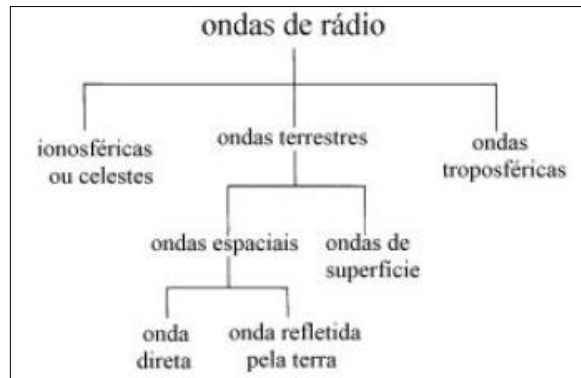 ondas de rádio
ionosféricas
ou celestes
ondas terrestres
ondas
troposféricas
ondas espaciais
ondas de
superfície
onda
direta
onda refletida
pela terra